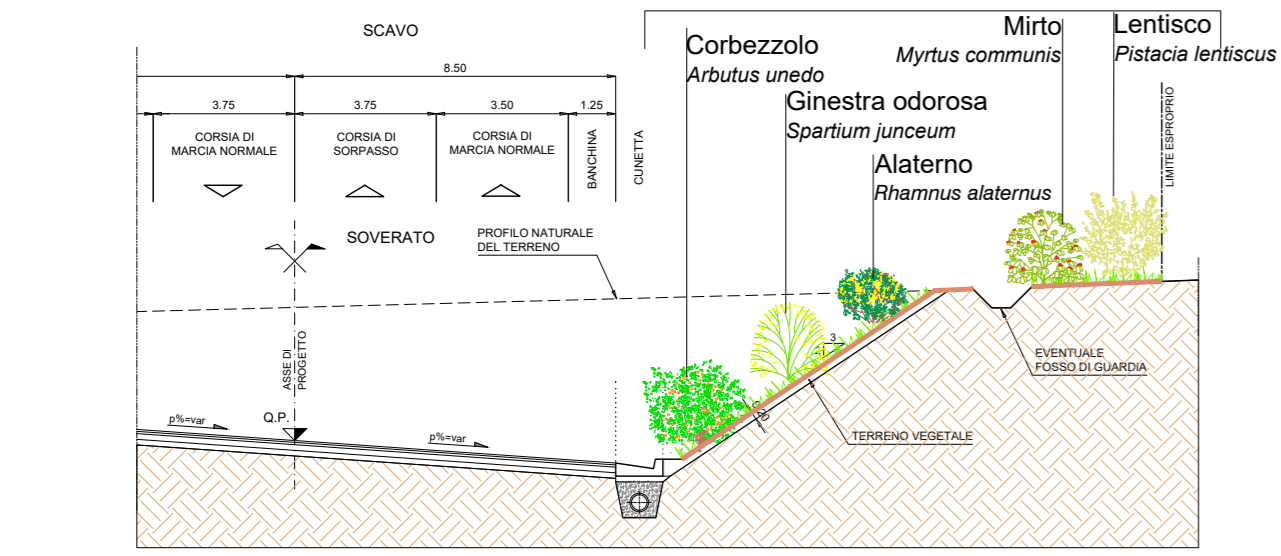 SCAVO
8.50
3.75
3.75
3.50
1.25
CORSIA DI
MARCIA NORMALE
CORSIA DI
SORPASSO
CORSIA DI
MARCIA NORMALE
BANCHINA
CUNETTA
Corbezzolo
Arbutus unedo
Ginestra odorosa
Spartium junceum
Alaterno
Rhamnus alaternus
Mirto
Myrtus communis
Lentisco
Pistacia lentiscus
LIMITE ESPROPRIO
SOVERATO
PROFILO NATURALE
DEL TERRENO
ASSE DI
PROGETTO
Q.P.
p%=var
p%=var
3
0.20
TERRENO VEGETALE
EVENTUALE
FOSSO DI GUARDIA